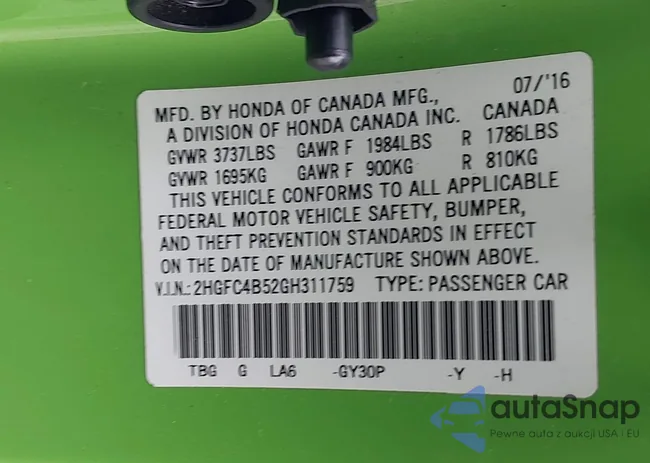 07/'16
MFD. BY HONDA OF CANADA MFG.,
A DIVISION OF HONDA CANADA INC. CANADA
GVWR 3737LBS GAWR F 1984LBS R 1786LBS
GVWR 1695KG GAWR F 900KG R 810KG
THIS VEHICLE CONFORMS TO ALL APPLICABLE
FEDERAL MOTOR VEHICLE SAFETY, BUMPER,
AND THEFT PREVENTION STANDARDS IN EFFECT
ON THE DATE OF MANUFACTURE SHOWN ABOVE.
V.I.N.: 2HGFC4B52GH311759 TYPE: PASSENGER CAR
TBG G LA6 -GY30P -Y -H
autaSnap
Pewne auta z aukcji USA i EU